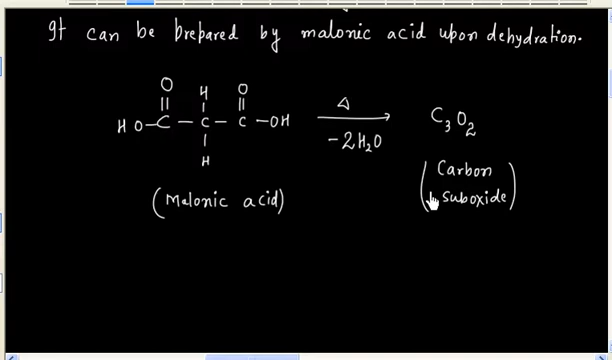 It can be prepared by malonic acid upon dehydration.
O H O
HO-C-C-C-OH Δ C3O2
H -2H2O
(Malonic acid) (Carbon
suboxide)